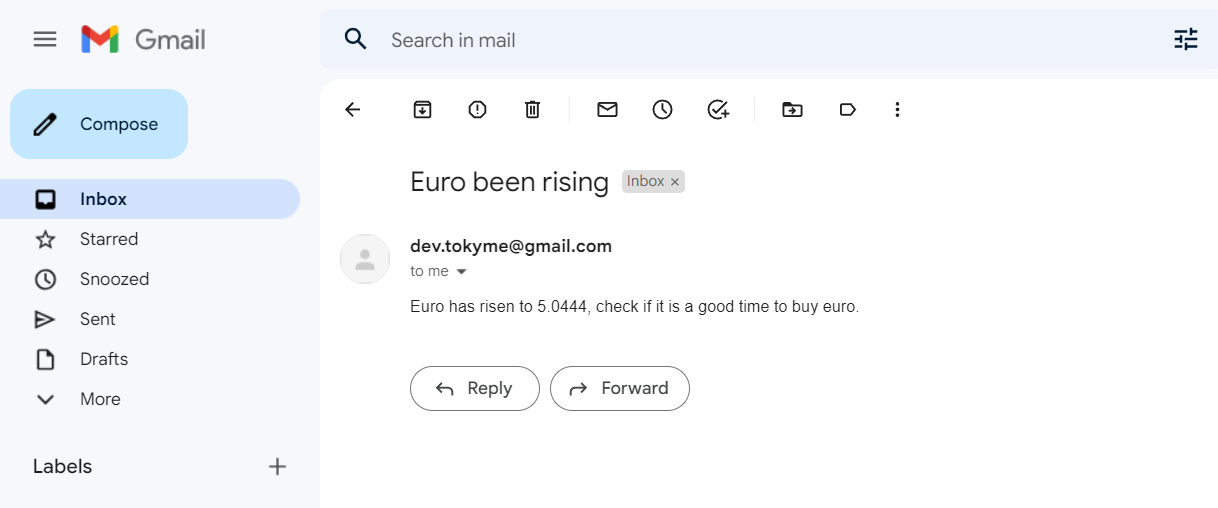 Gmail
Search in mail
Compose
Inbox
Starred
Snoozed
Sent
Drafts
More
Labels
Euro been rising Inbox ×
dev.tokyme@gmail.com
to me
Euro has risen to 5.0444, check if it is a good time to buy euro.
Reply Forward